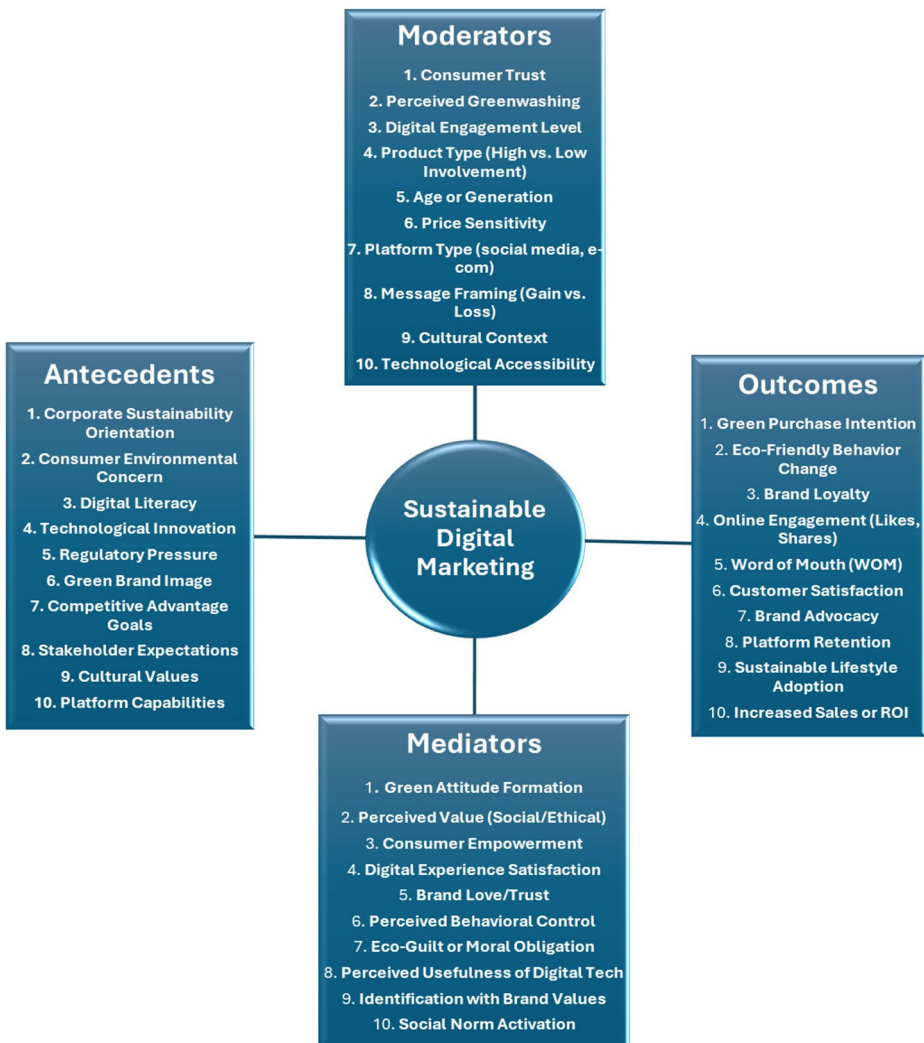 Moderators
1. Consumer Trust
2. Perceived Greenwashing
3. Digital Engagement Level
4. Product Type (High vs. Low
Involvement)
5. Age or Generation
6. Price Sensitivity
7. Platform Type (social media, e-
com)
8. Message Framing (Gain vs.
Loss)
9. Cultural Context
10. Technological Accessibility
Antecedents
1. Corporate Sustainability
Orientation
2. Consumer Environmental
Concern
3. Digital Literacy
4. Technological Innovation
5. Regulatory Pressure
6. Green Brand Image
7. Competitive Advantage
Goals
8. Stakeholder Expectations
9. Cultural Values
10. Platform Capabilities
Sustainable
Digital
Marketing
Outcomes
1. Green Purchase Intention
2. Eco-Friendly Behavior
Change
3. Brand Loyalty
4. Online Engagement (Likes,
Shares)
5. Word of Mouth (WOM)
6. Customer Satisfaction
7. Brand Advocacy
8. Platform Retention
9. Sustainable Lifestyle
Adoption
10. Increased Sales or ROI
Mediators
1. Green Attitude Formation
2. Perceived Value (Social/Ethical)
3. Consumer Empowerment
4. Digital Experience Satisfaction
5. Brand Love/Trust
6. Perceived Behavioral Control
7. Eco-Guilt or Moral Obligation
8. Perceived Usefulness of Digital Tech
9. Identification with Brand Values
10. Social Norm Activation